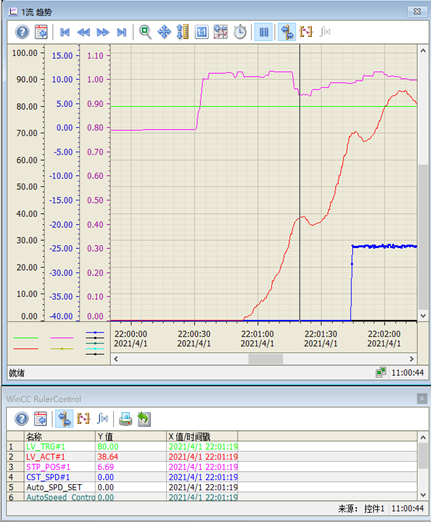 1流 趋势
100.00 15.00 1.10
90.00 10.00 1.00
80.00 5.00 0.90
70.00 0.00 0.80
60.00 -5.00 0.70
50.00 -10.00 0.60
40.00 -15.00 0.50
30.00 -20.00 0.40
20.00 -25.00 0.30
10.00 -30.00 0.20
0.00 -35.00 0.10
-40.00 0.00
22:00:00 22:00:30 22:01:00 22:01:30 22:02:00
2021/4/1 2021/4/1 2021/4/1 2021/4/1 2021/4/1
就绪 11:00:44
WinCC RulerControl
f(x)
名称 Y 值 X 值/时间戳
1 LV_TRG#1 80.00 2021/4/1 22:01:19
2 LV_ACT#1 38.64 2021/4/1 22:01:19
3 STP_POS#1 6.69 2021/4/1 22:01:19
4 CST_SPD#1 0.00 2021/4/1 22:01:19
5 Auto_SPD_SET 0.00 2021/4/1 22:01:19
6 AutoSpeed_Contro 0.00 2021/4/1 22:01:19
来源: 控件1 11:00:44